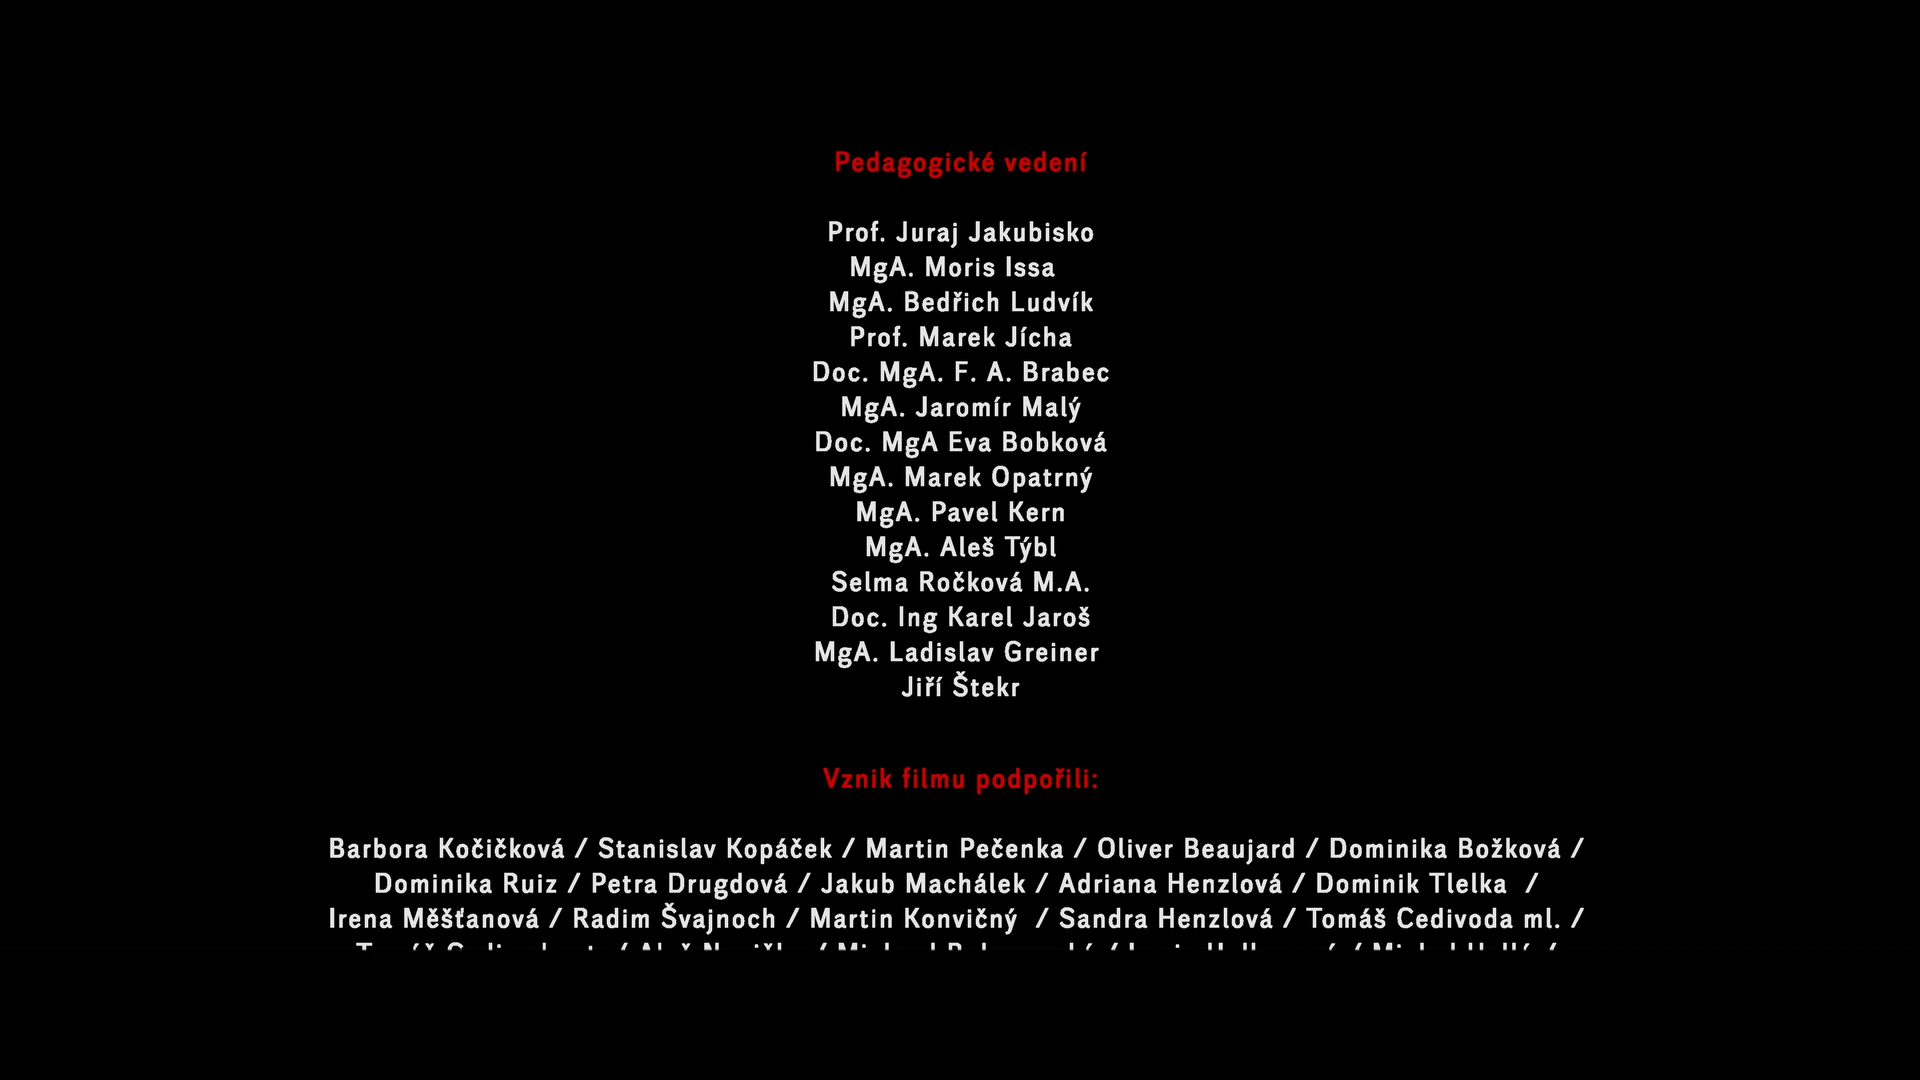 Pedagogické vedení
Prof. Juraj Jakubisko
MgA. Moris Issa
MgA. Bedřich Ludvík
Prof. Marek Jícha
Doc. MgA. F. A. Brabec
MgA. Jaromír Malý
Doc. MgA Eva Bobková
MgA. Marek Opatrný
MgA. Pavel Kern
MgA. Aleš Týbl
Selma Ročková M.A.
Doc. Ing Karel Jaroš
MgA. Ladislav Greiner
Jiří Štekr
Vznik filmu podpořili:
Barbora Kočičková / Stanislav Kopáček / Martin Pečenka / Oliver Beaujard / Dominika Božková /
Dominika Ruiz / Petra Drugdová / Jakub Machálek / Adriana Henzlová / Dominik Tlelka /
Irena Měšťanová / Radim Švajnoch / Martin Konvičný / Sandra Henzlová / Tomáš Cedivoda ml. /